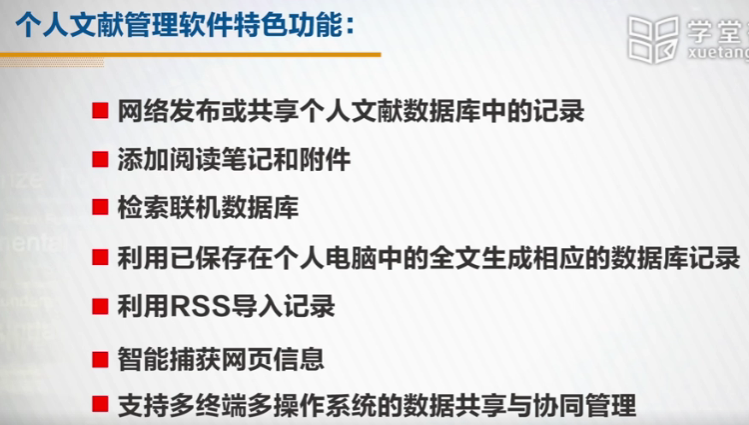 个人文献管理软件特色功能：
学堂
xuetang
网络发布或共享个人文献数据库中的记录
添加阅读笔记和附件
检索联机数据库
利用已保存在个人电脑中的全文生成相应的数据库记录
利用RSS导入记录
智能捕获网页信息
支持多终端多操作系统的数据共享与协同管理